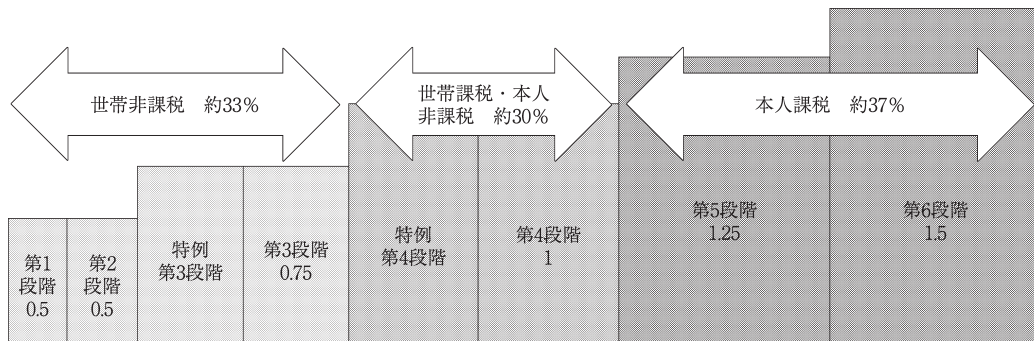 世帯非課税 約33%
世帯課税・本人
非課税 約30%
本人課税 約37%
第1
段階
0.5
第2
段階
0.5
特例
第3段階
第3段階
0.75
特例
第4段階
第4段階
1
第5段階
1.25
第6段階
1.5